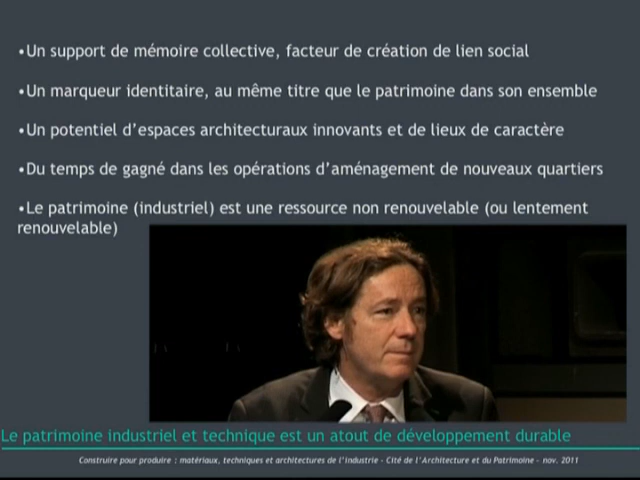 •Un support de mémoire collective, facteur de création de lien social
•Un marqueur identitaire, au même titre que le patrimoine dans son ensemble
•Un potentiel d'espaces architecturaux innovants et de lieux de caractère
•Du temps de gagné dans les opérations d'aménagement de nouveaux quartiers
•Le patrimoine (industriel) est une ressource non renouvelable (ou lentement
renouvelable)
Le patrimoine industriel et technique est un atout de développement durable
Construire pour produire : matériaux, techniques et architectures de l'industrie - Cité de l'Architecture et du Patrimoine - nov. 2011